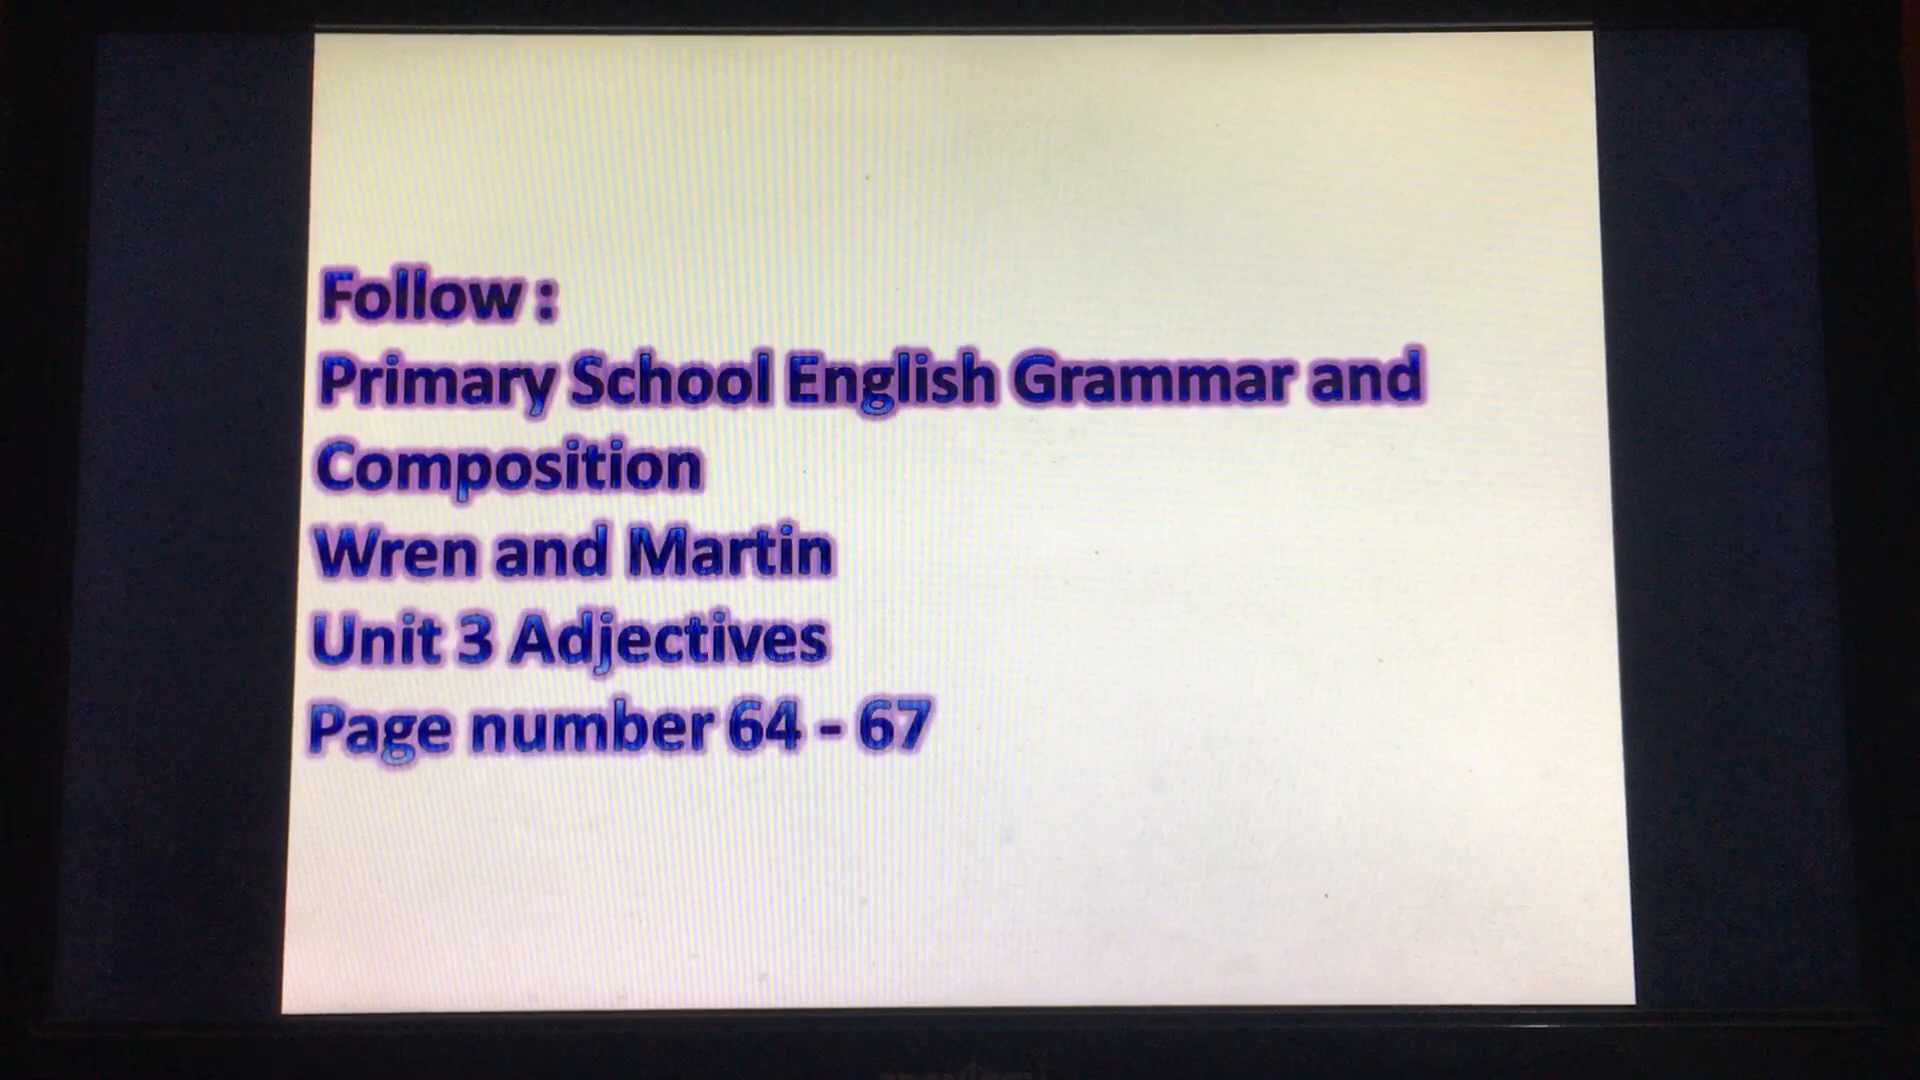 Follow :
Primary School English Grammar and
Composition
Wren and Martin
Unit 3 Adjectives
Page number 64 - 67